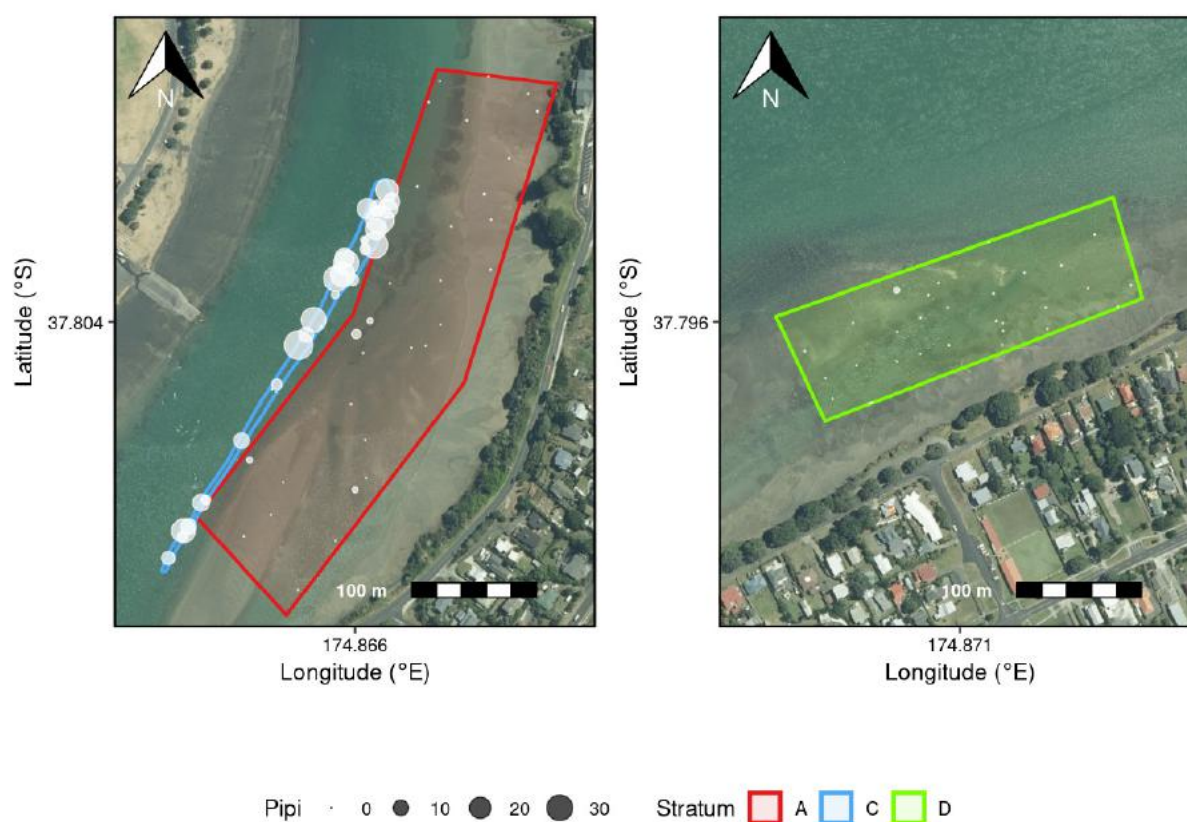 N
N
Latitude (°S)
37.804
Latitude (°S)
37.796
100 m
100 m
174.866
174.871
Longitude (°E)
Longitude (°E)
Pipi 0 10 20 30 Stratum A C D